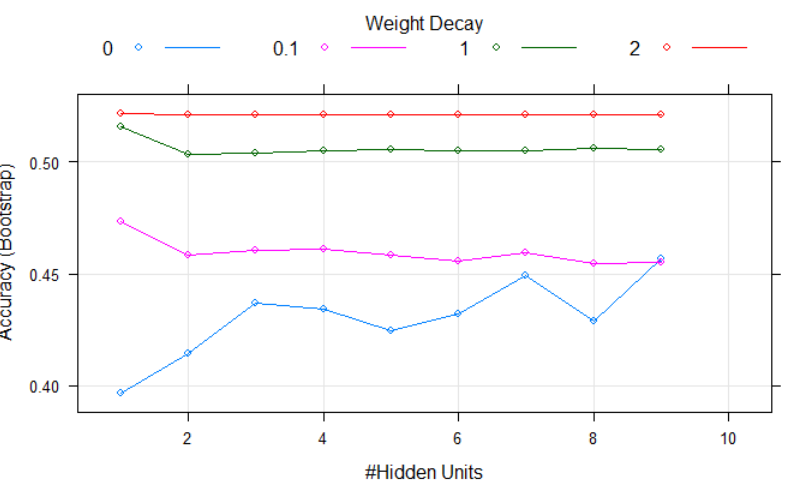 Weight Decay
0 0.1 1 2
Accuracy (Bootstrap)
0.50
0.45
0.40
2 4 6 8 10
#Hidden Units